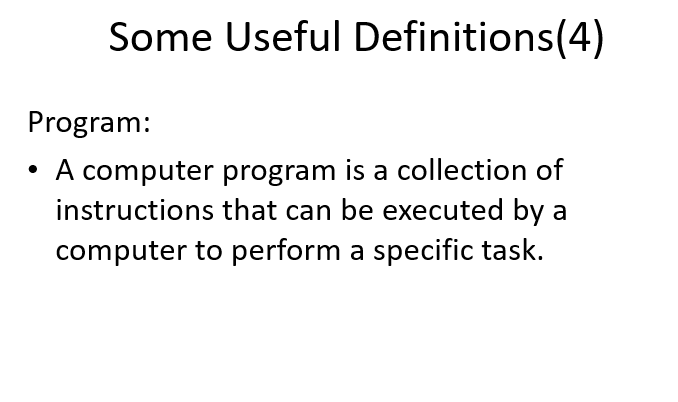 Some Useful Definitions(4)
Program:
• A computer program is a collection of
instructions that can be executed by a
computer to perform a specific task.